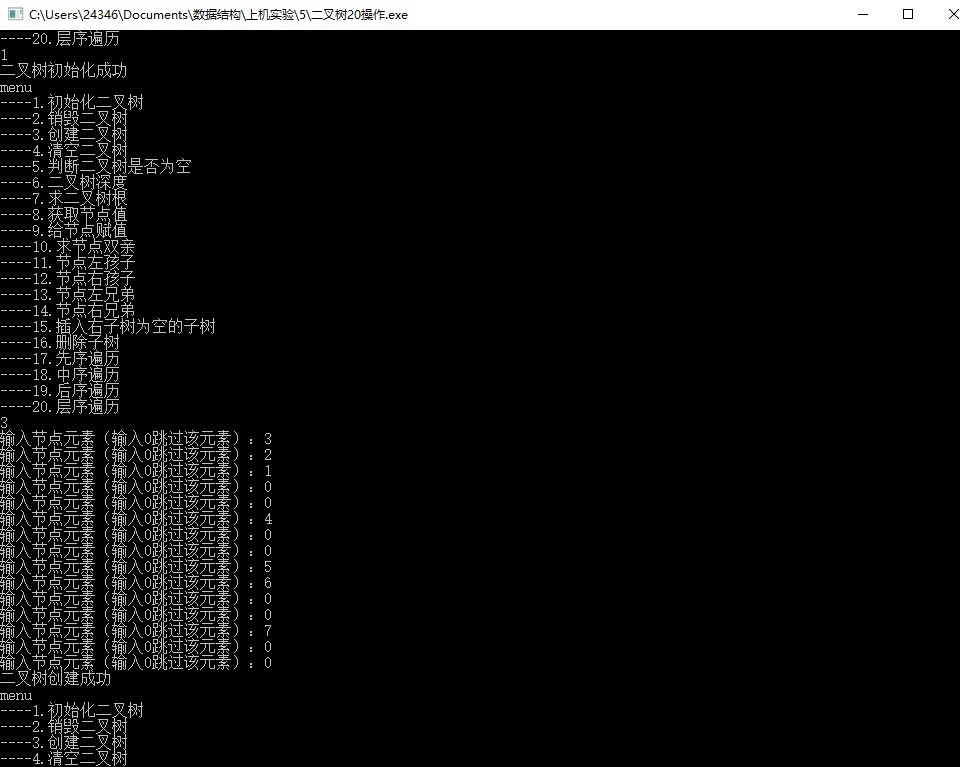 C:\Users\24346\Documents\数据结构\上机实验\5\二叉树20操作.exe
----20.层序遍历
1
二叉树初始化成功
menu
----1.初始化二叉树
----2.销毁二叉树
----3.创建二叉树
----4.清空二叉树
----5.判断二叉树是否为空
----6.二叉树深度
----7.求二叉树根
----8.获取节点值
----9.给节点赋值
----10.求节点双亲
----11.节点左孩子
----12.节点右孩子
----13.节点左兄弟
----14.节点右兄弟
----15.插入右子树为空的子树
----16.删除子树
----17.先序遍历
----18.中序遍历
----19.后序遍历
----20.层序遍历
3
输入节点元素（输入0跳过该元素）：3
输入节点元素（输入0跳过该元素）：2
输入节点元素（输入0跳过该元素）：1
输入节点元素（输入0跳过该元素）：0
输入节点元素（输入0跳过该元素）：0
输入节点元素（输入0跳过该元素）：4
输入节点元素（输入0跳过该元素）：0
输入节点元素（输入0跳过该元素）：0
输入节点元素（输入0跳过该元素）：5
输入节点元素（输入0跳过该元素）：6
输入节点元素（输入0跳过该元素）：0
输入节点元素（输入0跳过该元素）：0
输入节点元素（输入0跳过该元素）：7
输入节点元素（输入0跳过该元素）：0
输入节点元素（输入0跳过该元素）：0
二叉树创建成功
menu
----1.初始化二叉树
----2.销毁二叉树
----3.创建二叉树
----4.清空二叉树